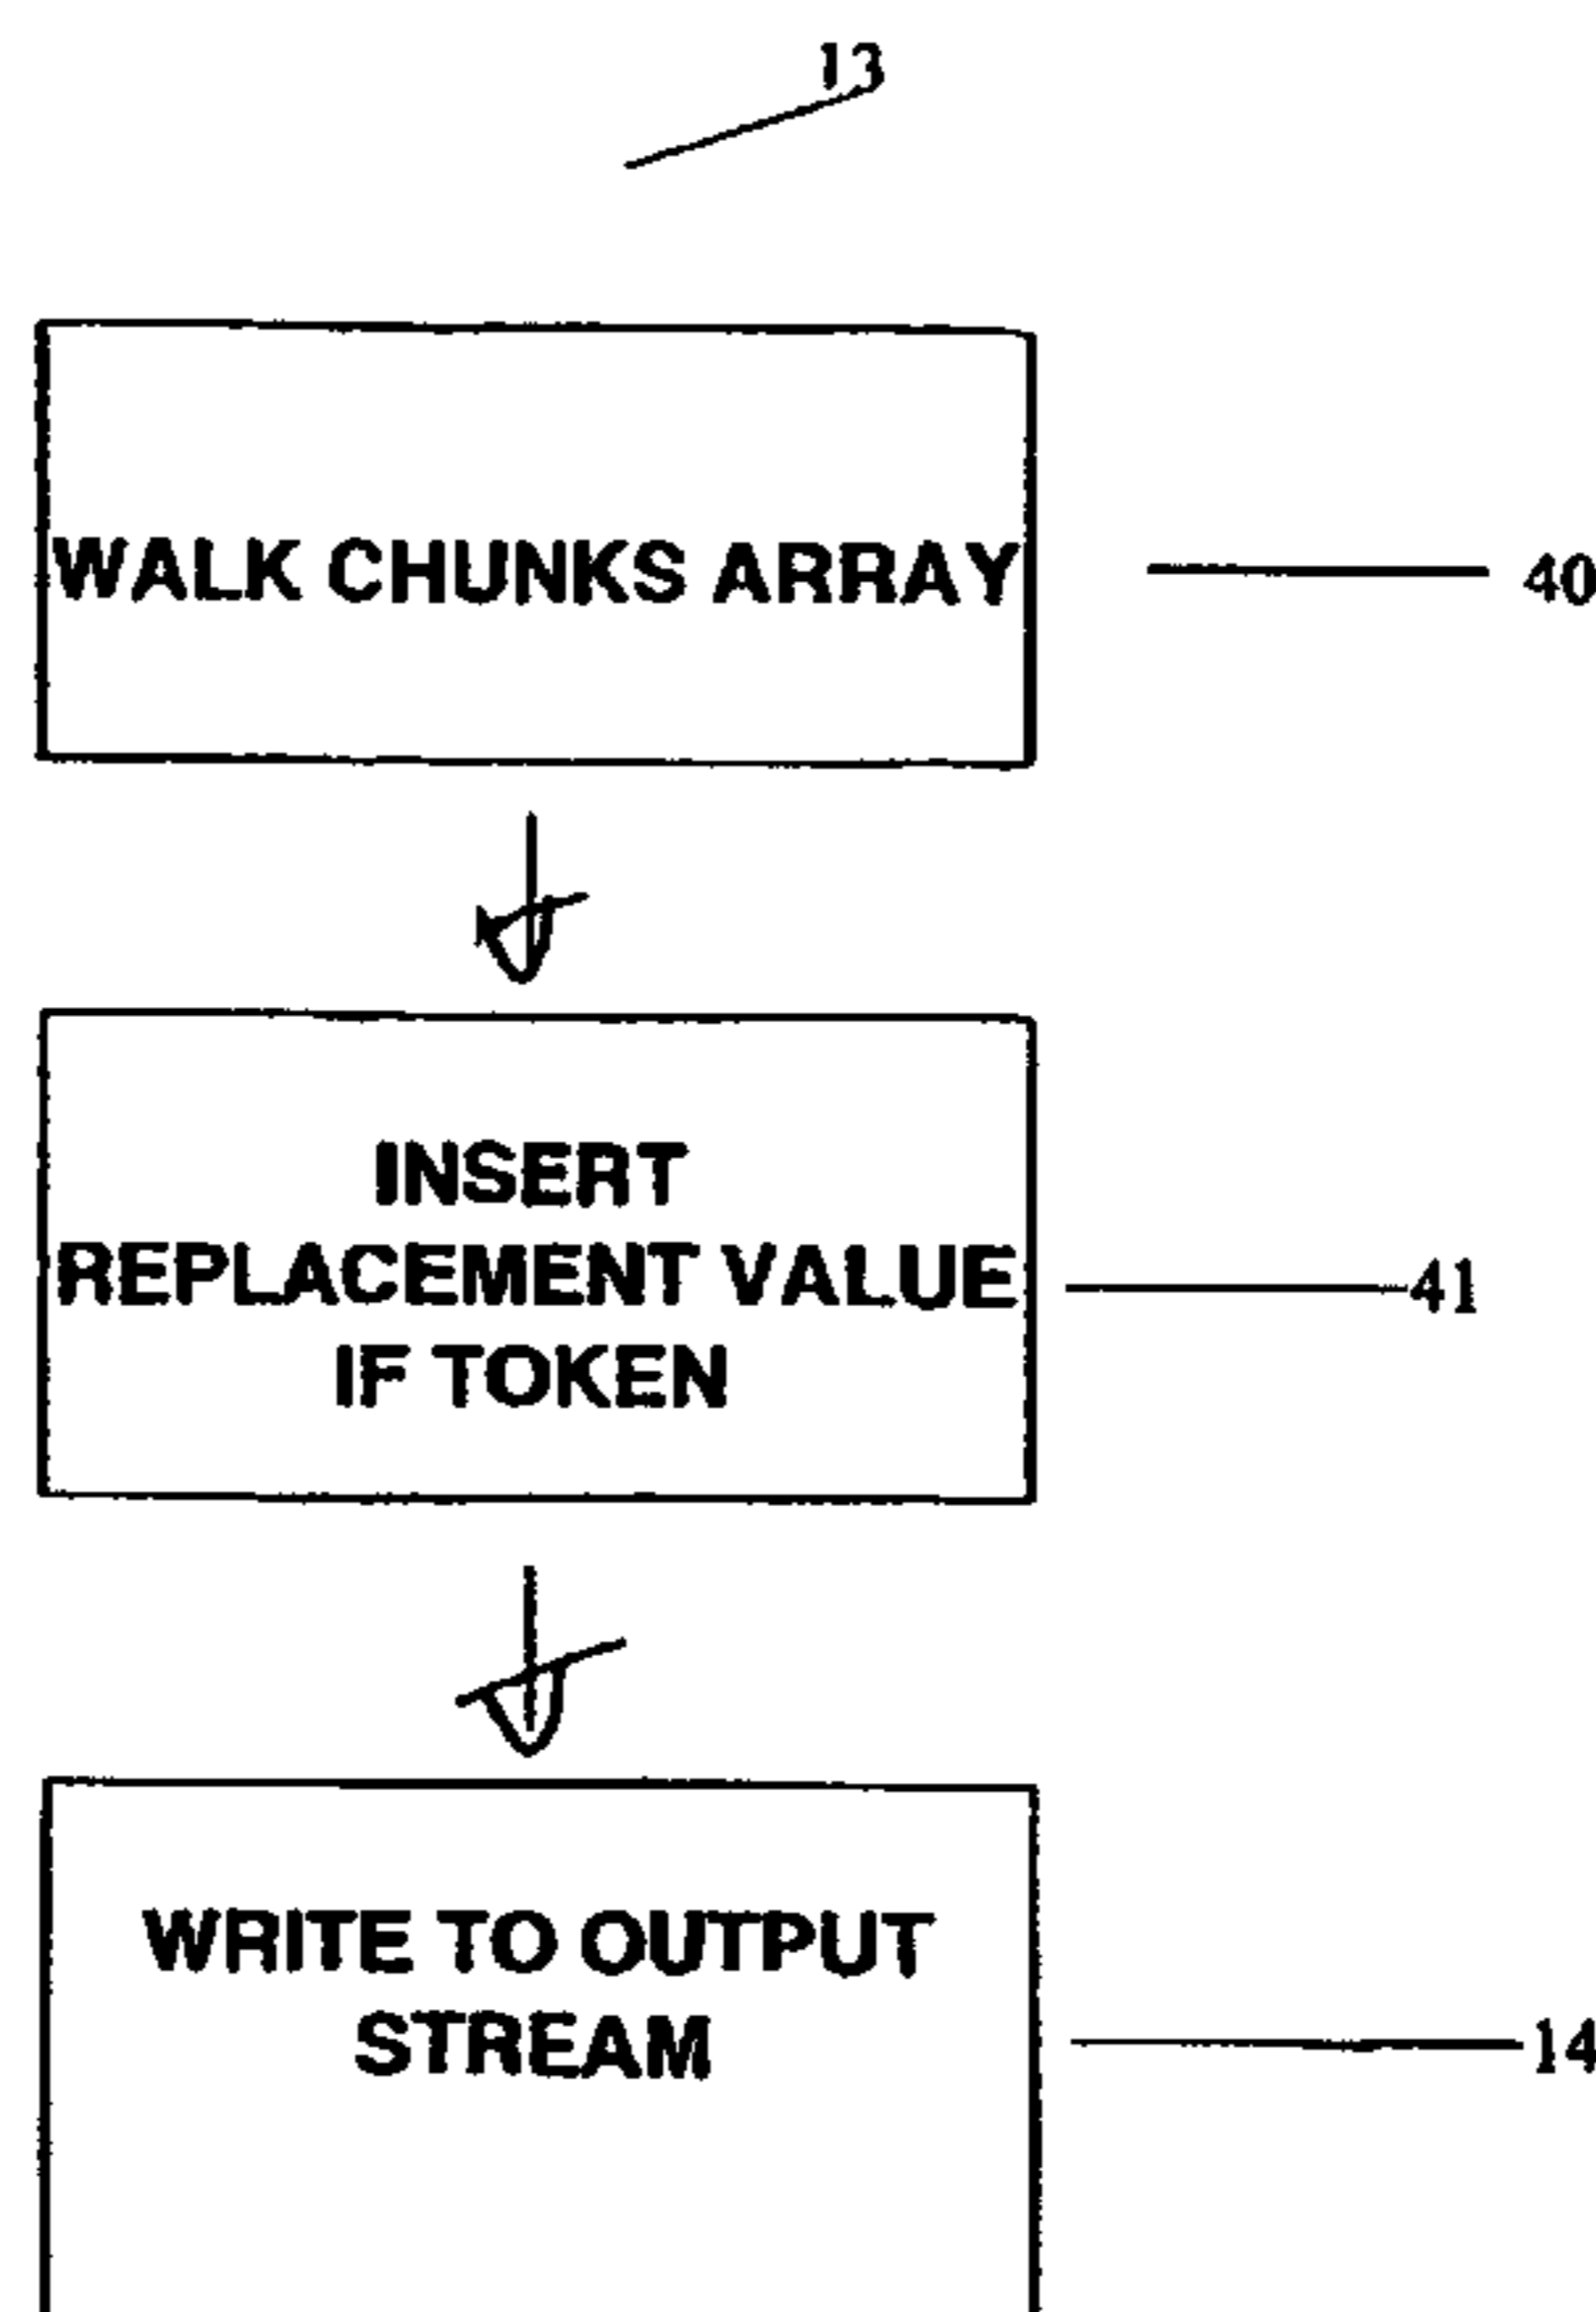 13
WALK CHUNKS ARRAY
40
INSERT
REPLACEMENT VALUE
IF TOKEN
41
WRITE TO OUTPUT
STREAM
14